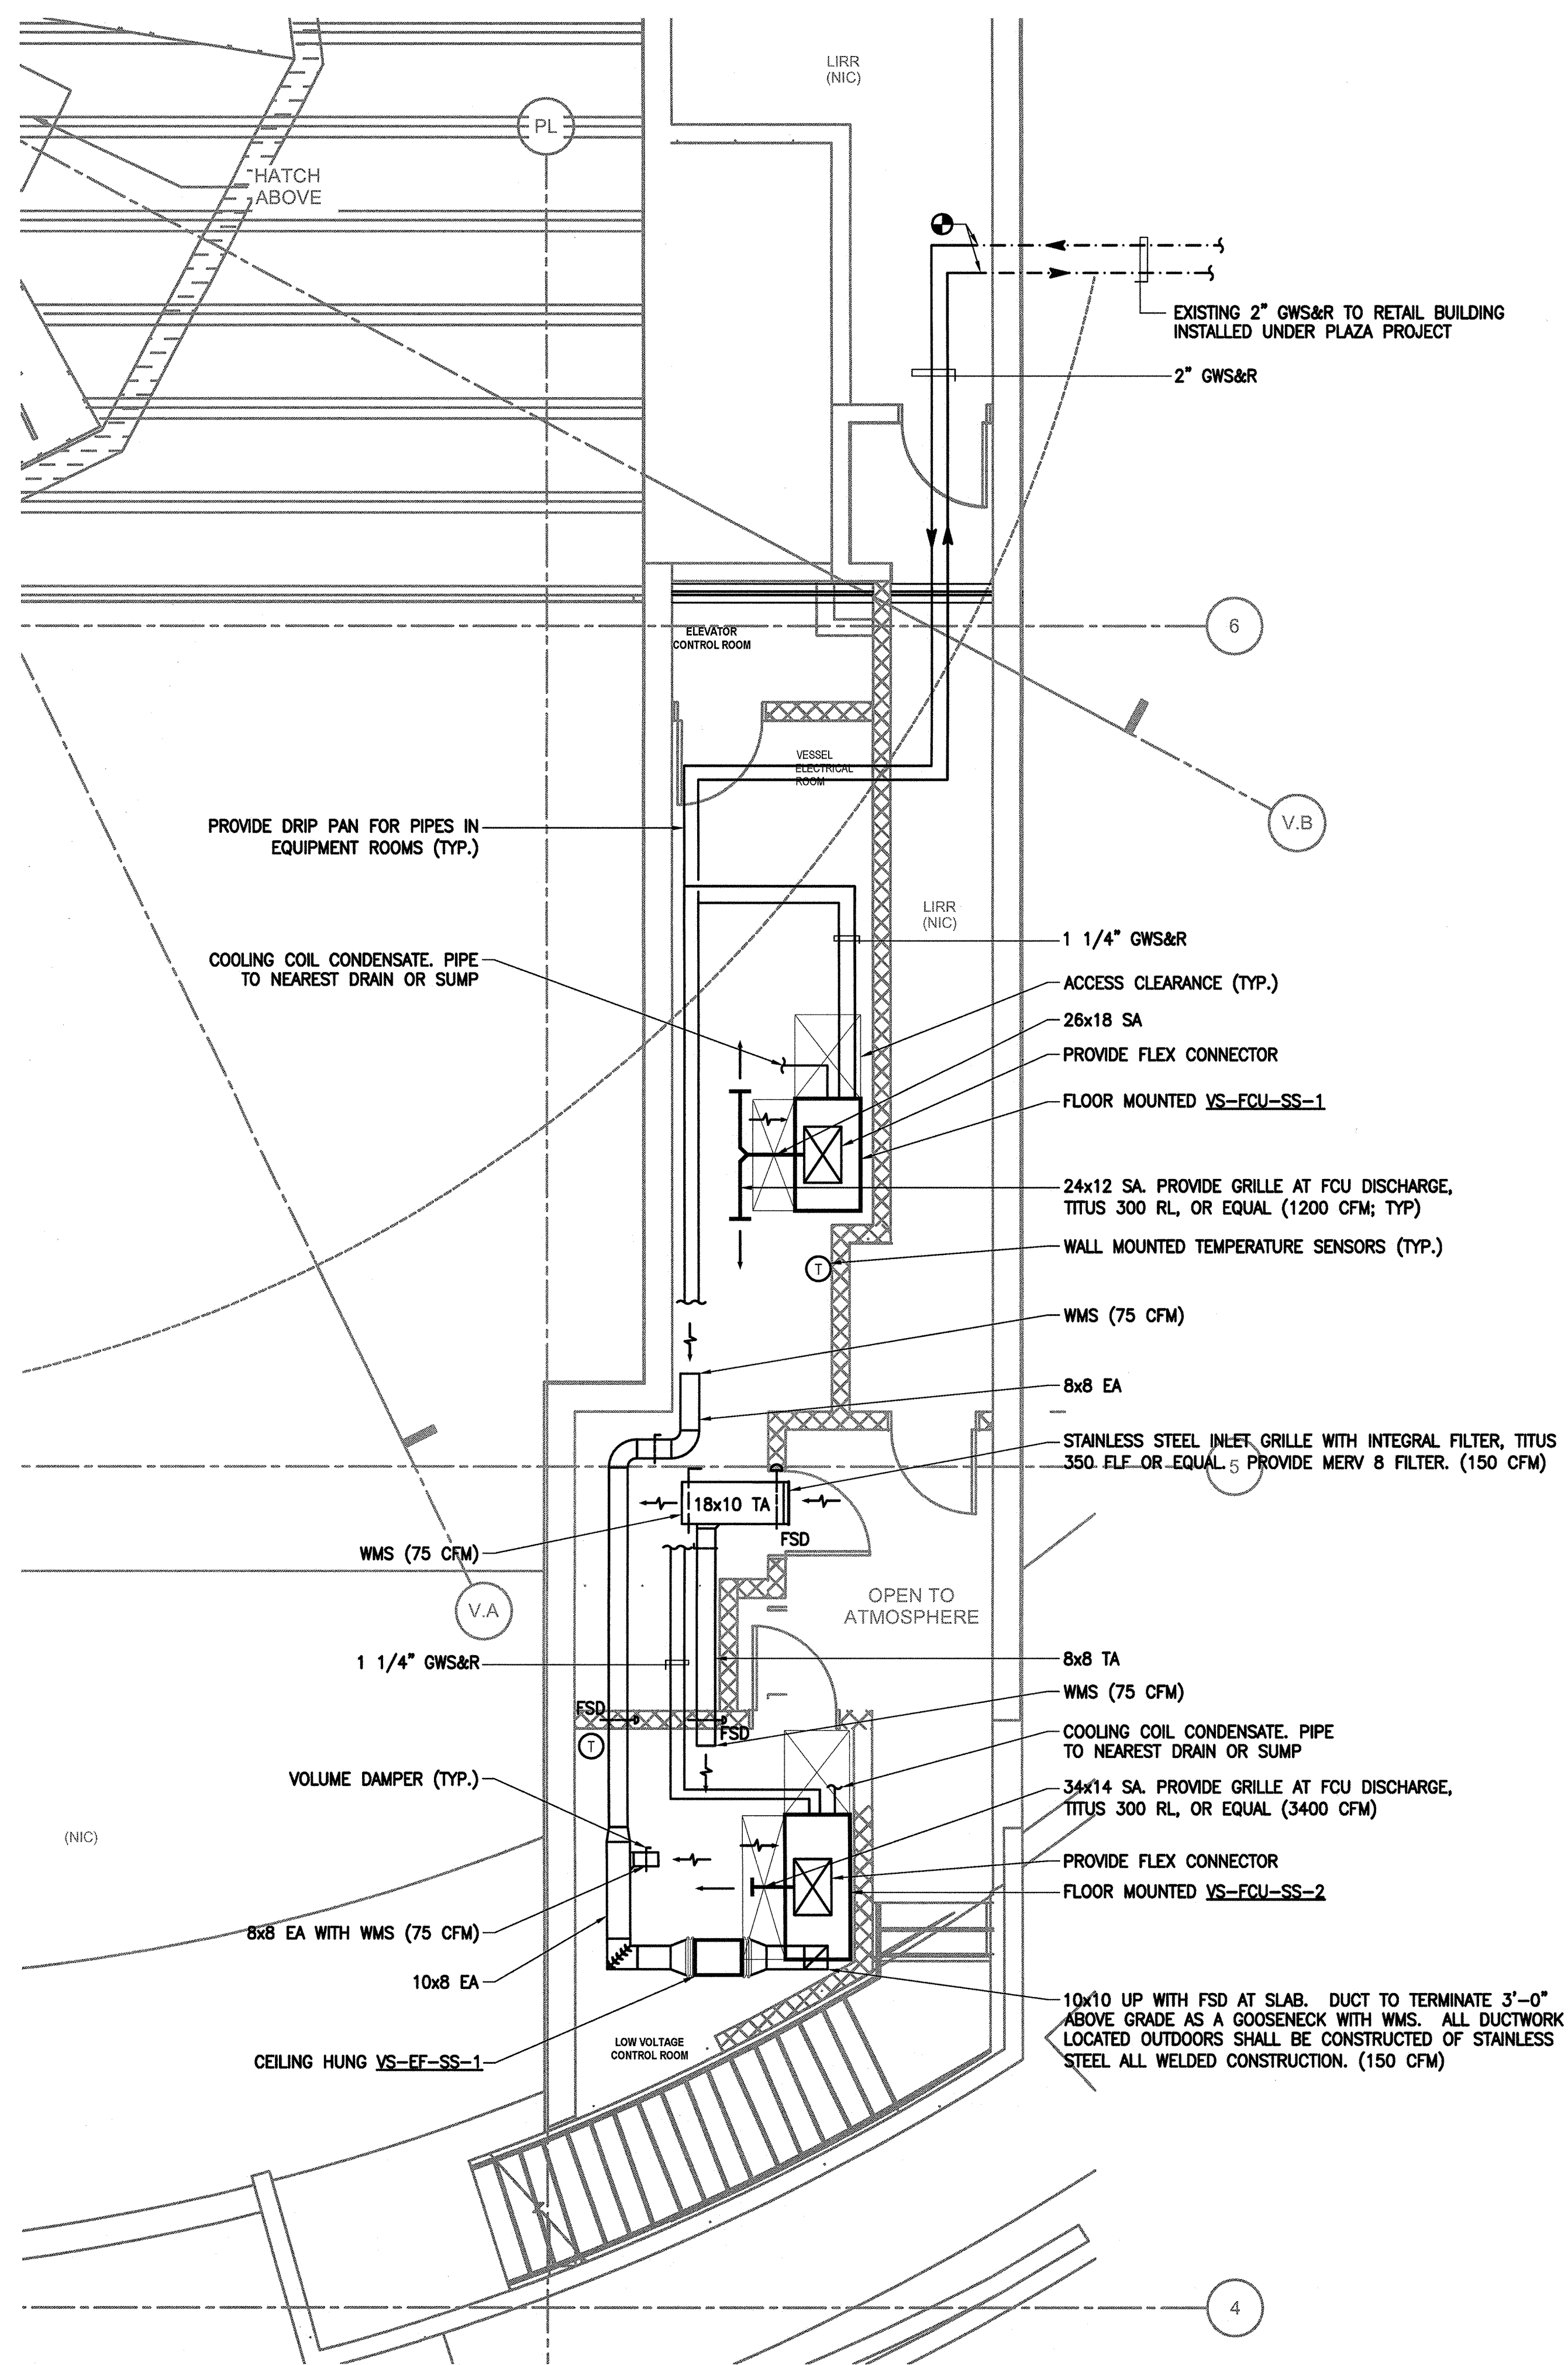 LIRR
(NIC)
PL
HATCH
ABOVE
EXISTING 2" GWS&R TO RETAIL BUILDING
INSTALLED UNDER PLAZA PROJECT
2" GWS&R
6
ELEVATOR
CONTROL ROOM
VESSEL
ELECTRICAL
ROOM
V.B
PROVIDE DRIP PAN FOR PIPES IN
EQUIPMENT ROOMS (TYP.)
LIRR
(NIC)
1 1/4" GWS&R
COOLING COIL CONDENSATE. PIPE
TO NEAREST DRAIN OR SUMP
ACCESS CLEARANCE (TYP.)
26x18 SA
PROVIDE FLEX CONNECTOR
FLOOR MOUNTED VS-FCU-SS-1
24x12 SA. PROVIDE GRILLE AT FCU DISCHARGE,
TITUS 300 RL, OR EQUAL (1200 CFM; TYP)
WALL MOUNTED TEMPERATURE SENSORS (TYP.)
T
WMS (75 CFM)
8x8 EA
STAINLESS STEEL INLET GRILLE WITH INTEGRAL FILTER, TITUS
350 FLF OR EQUAL. PROVIDE MERV 8 FILTER. (150 CFM)
5
18x10 TA
FSD
WMS (75 CFM)
V.A
OPEN TO
ATMOSPHERE
1 1/4" GWS&R
8x8 TA
WMS (75 CFM)
FSD
FSD
T
COOLING COIL CONDENSATE. PIPE
TO NEAREST DRAIN OR SUMP
VOLUME DAMPER (TYP.)
34x14 SA. PROVIDE GRILLE AT FCU DISCHARGE,
TITUS 300 RL, OR EQUAL (3400 CFM)
(NIC)
PROVIDE FLEX CONNECTOR
FLOOR MOUNTED VS-FCU-SS-2
8x8 EA WITH WMS (75 CFM)
10x8 EA
10x10 UP WITH FSD AT SLAB. DUCT TO TERMINATE 3'-0"
ABOVE GRADE AS A GOOSENECK WITH WMS. ALL DUCTWORK
LOCATED OUTDOORS SHALL BE CONSTRUCTED OF STAINLESS
STEEL ALL WELDED CONSTRUCTION. (150 CFM)
LOW VOLTAGE
CONTROL ROOM
CEILING HUNG VS-EF-SS-1
4